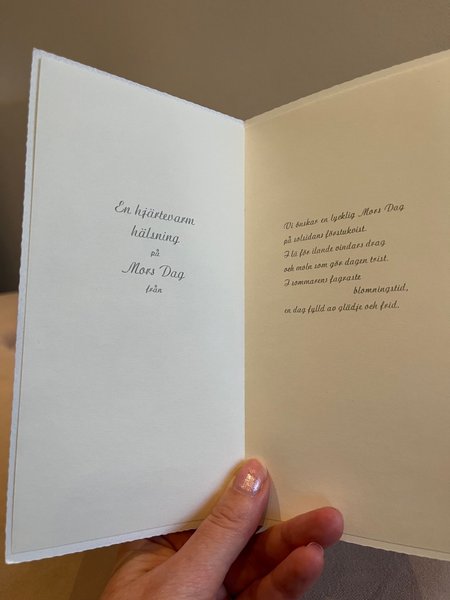 En hjärtevarm
hälsning
på
Mors Dag
från
Vi önskar en lycklig Mors Dag
på solsidans förstukvist.
I lä för ilande vindars drag
och moln som gör dagen trist.
I sommarens fagraste
blomningstid,
en dag fylld av glädje och frid.